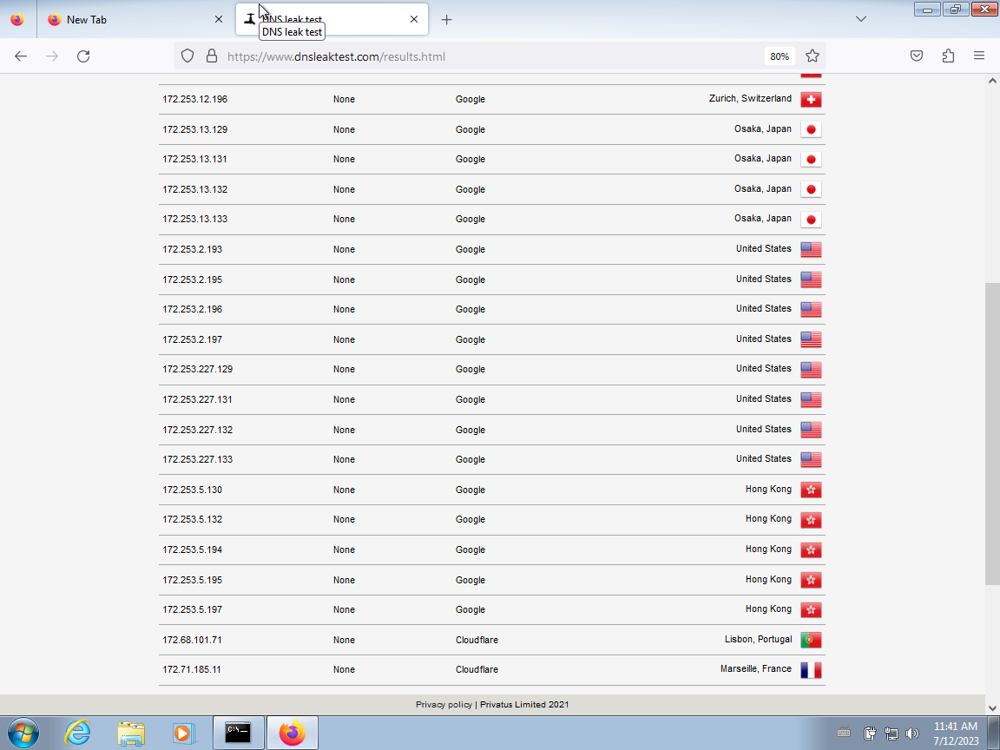 New Tab
DNS leak test
DNS leak test
https://www.dnsleaktest.com/results.html
80%
172.253.12.196 None Google Zurich, Switzerland
172.253.13.129 None Google Osaka, Japan
172.253.13.131 None Google Osaka, Japan
172.253.13.132 None Google Osaka, Japan
172.253.13.133 None Google Osaka, Japan
172.253.2.193 None Google United States
172.253.2.195 None Google United States
172.253.2.196 None Google United States
172.253.2.197 None Google United States
172.253.227.129 None Google United States
172.253.227.131 None Google United States
172.253.227.132 None Google United States
172.253.227.133 None Google United States
172.253.5.130 None Google Hong Kong
172.253.5.132 None Google Hong Kong
172.253.5.194 None Google Hong Kong
172.253.5.195 None Google Hong Kong
172.253.5.197 None Google Hong Kong
172.68.101.71 None Cloudflare Lisbon, Portugal
172.71.185.11 None Cloudflare Marseille, France
Privacy policy | Privatus Limited 2021
C:\_
11:41 AM
7/12/2023